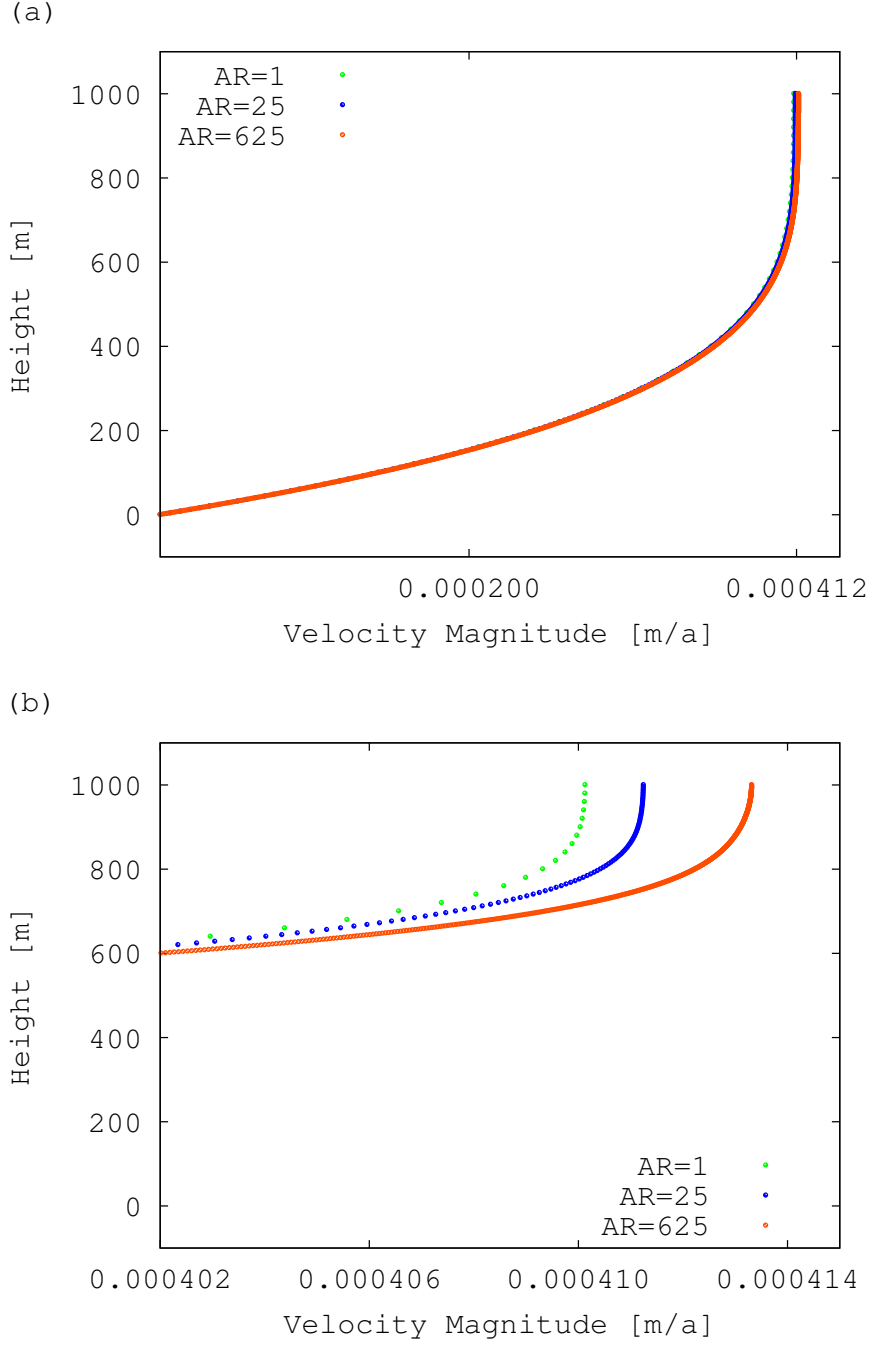 (a)
AR=1
AR=25
AR=625
1000
800
600
400
200
0
Height [m]
0.000200 0.000412
Velocity Magnitude [m/a]
(b)
1000
800
600
400
200
0
Height [m]
AR=1
AR=25
AR=625
0.000402 0.000406 0.000410 0.000414
Velocity Magnitude [m/a]